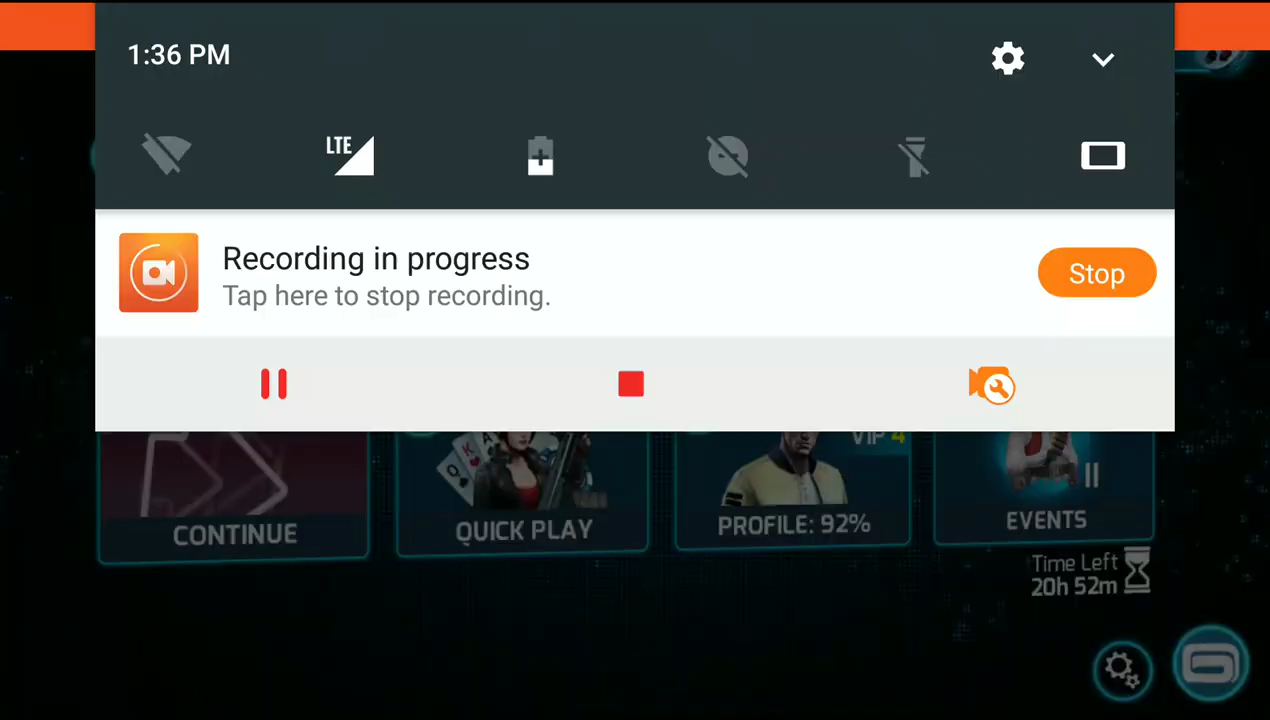 1:36 PM
LTE
Recording in progress
Tap here to stop recording.
Stop
CONTINUE
QUICK PLAY
VIP 4
PROFILE: 92%
EVENTS
Time Left
20h 52m